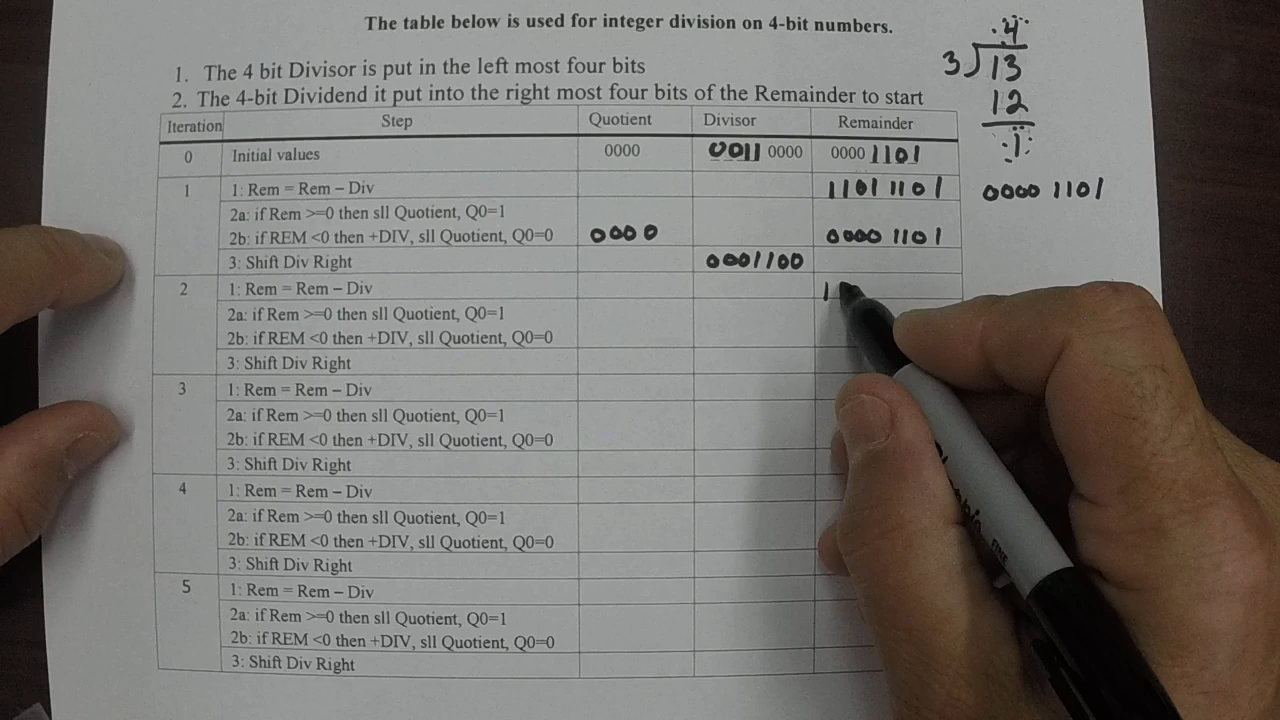 The table below is used for integer division on 4-bit numbers.
1. The 4 bit Divisor is put in the left most four bits
2. The 4-bit Dividend it put into the right most four bits of the Remainder to start
.4
3 13
12
1
Iteration Step Quotient Divisor Remainder
0 Initial values 0000 0011 0000 0000 1101
1 1: Rem = Rem – Div 1101 1101 0000 1101
2a: if Rem >=0 then sll Quotient, Q0=1
2b: if REM <0 then +DIV, sll Quotient, Q0=0 0000 0000 1101
3: Shift Div Right 0001100
2 1: Rem = Rem – Div 1
2a: if Rem >=0 then sll Quotient, Q0=1
2b: if REM <0 then +DIV, sll Quotient, Q0=0
3: Shift Div Right
3 1: Rem = Rem – Div
2a: if Rem >=0 then sll Quotient, Q0=1
2b: if REM <0 then +DIV, sll Quotient, Q0=0
3: Shift Div Right
4 1: Rem = Rem – Div
2a: if Rem >=0 then sll Quotient, Q0=1
2b: if REM <0 then +DIV, sll Quotient, Q0=0
3: Shift Div Right
5 1: Rem = Rem – Div
2a: if Rem >=0 then sll Quotient, Q0=1
2b: if REM <0 then +DIV, sll Quotient, Q0=0
3: Shift Div Right